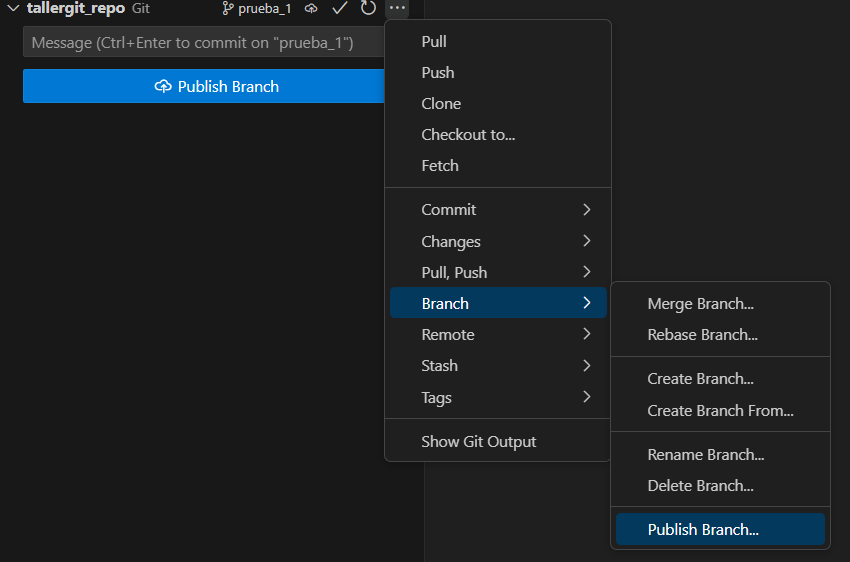 tallergit_repo Git prueba_1
Message (Ctrl+Enter to commit on "prueba_1")
Publish Branch
Pull
Push
Clone
Checkout to...
Fetch
Commit
Changes
Pull, Push
Branch
Remote
Stash
Tags
Show Git Output
Merge Branch...
Rebase Branch...
Create Branch...
Create Branch From...
Rename Branch...
Delete Branch...
Publish Branch...